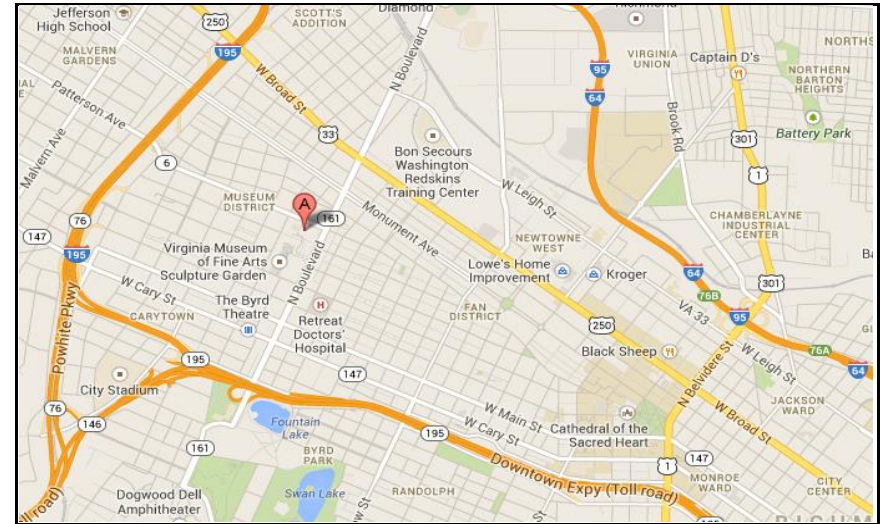 Jefferson
High School
250
SCOTT'S
ADDITION
Diamond
195
MALVERN
GARDENS
N Boulevard
W Broad St
95
64
VIRGINIA
UNION
Captain D's
NORTHERN
BARTON
HEIGHTS
Battery Park
Brook Rd
301
1
Patterson Ave
Malvern Ave
6
33
Bon Secours
Washington
Redskins
Training Center
W Leigh St
MUSEUM
DISTRICT
A
161
Monument Ave
76
147
195
Virginia Museum
of Fine Arts
Sculpture Garden
N Boulevard
NEWTOWNE
WEST
CHAMBERLAYNE
INDUSTRIAL
CENTER
Lowe's Home
Improvement
Kroger
64
76B
301
95
VA 33
W Cary St
The Byrd
Theatre
CARYTOWN
Powhite Pkwy
Retreat
Doctors'
Hospital
FAN
DISTRICT
250
Black Sheep
N Belvidere St
W Leigh St
76A
64
195
147
City Stadium
76
146
Fountain
Lake
W Main St
W Cary St
Cathedral of the
Sacred Heart
W Broad St
JACKSON
WARD
161
BYRD
PARK
195
Downtown Expy (Toll road)
1
147
MONROE
WARD
CITY
CENTER
Dogwood Dell
Amphitheater
Swan Lake
RANDOLPH